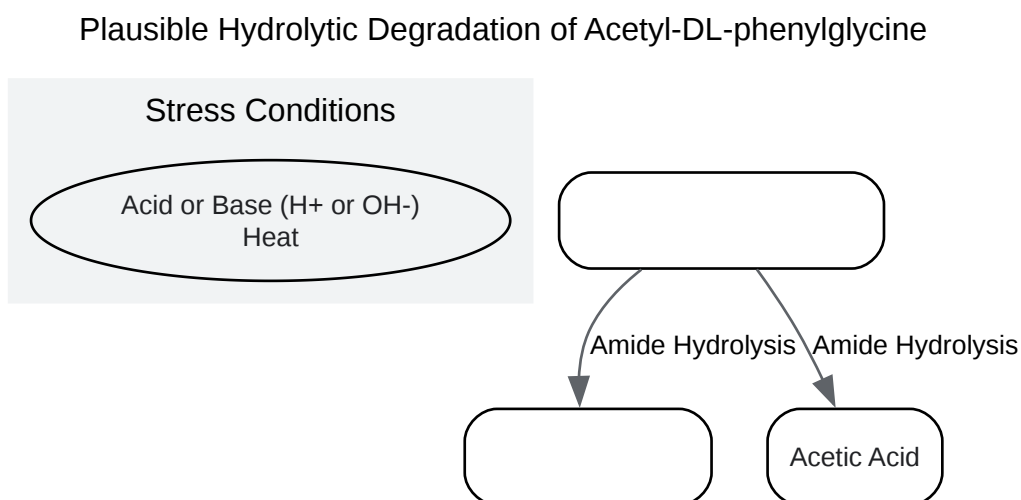 Plausible Hydrolytic Degradation of Acetyl-DL-phenylglycine
Stress Conditions
Acid or Base (H+ or OH-)
Heat
Amide Hydrolysis
Amide Hydrolysis
Acetic Acid